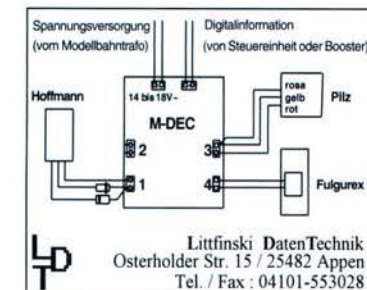 Spannungsversorgung
(vom Modellbahntrafo)
Digitalinformation
(von Steuereinheit oder Booster)
Hoffmann
14 bis 18V~
M-DEC
2
3
1
4
rosa
gelb
rot
Pilz
Fulgurex
LDT
Littfinski DatenTechnik
Osterholder Str. 15 / 25482 Appen
Tel. / Fax : 04101-553028